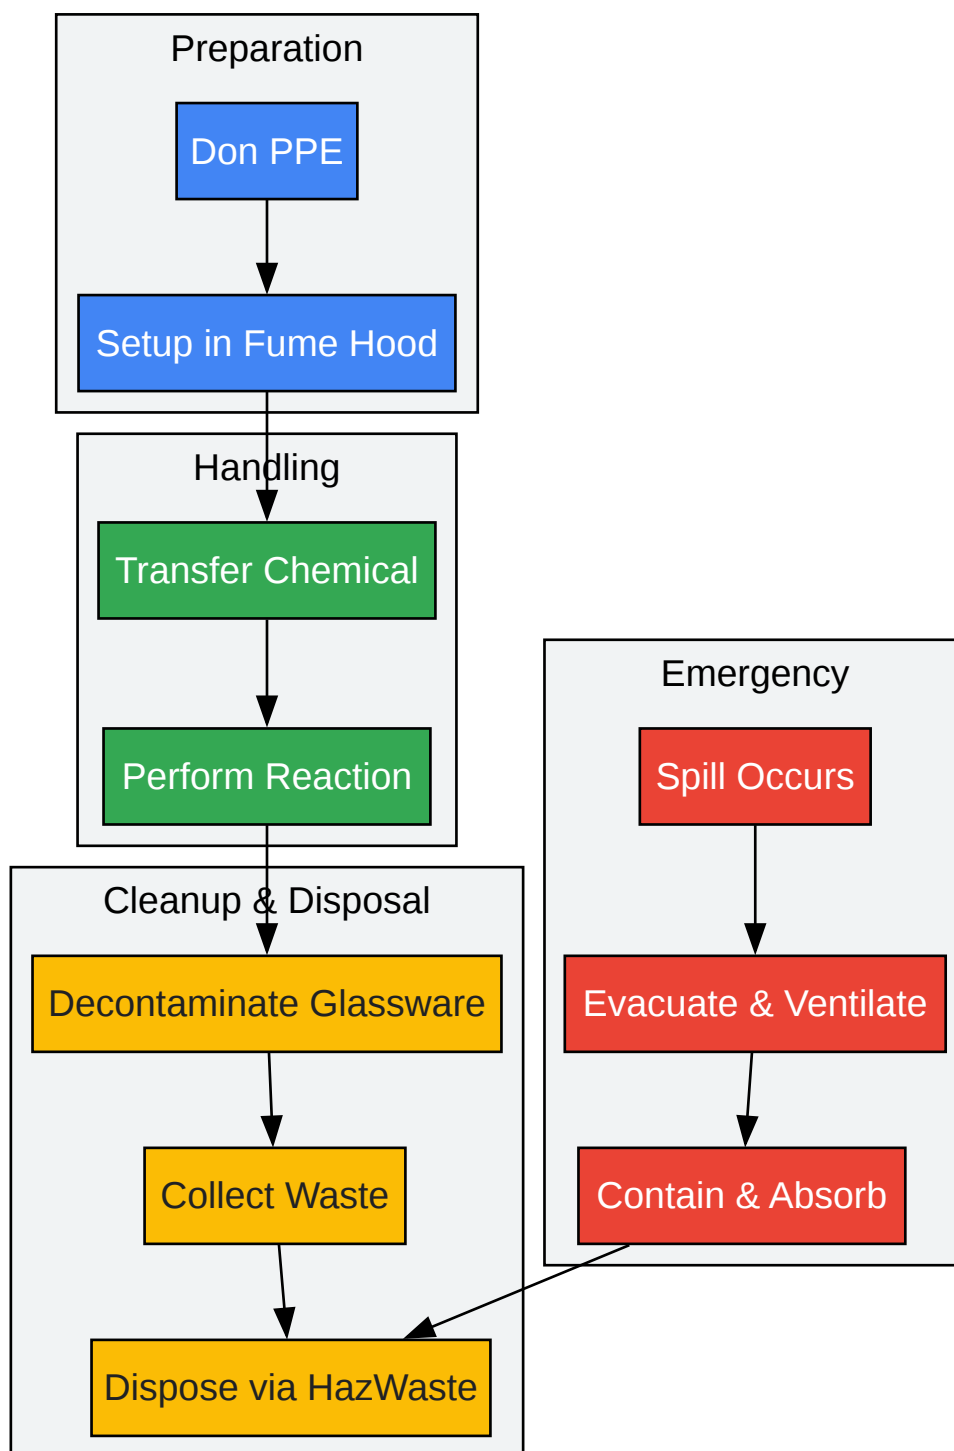 Preparation
Don PPE
Setup in Fume Hood
Handling
Transfer Chemical
Perform Reaction
Cleanup & Disposal
Decontaminate Glassware
Collect Waste
Dispose via HazWaste
Emergency
Spill Occurs
Evacuate & Ventilate
Contain & Absorb